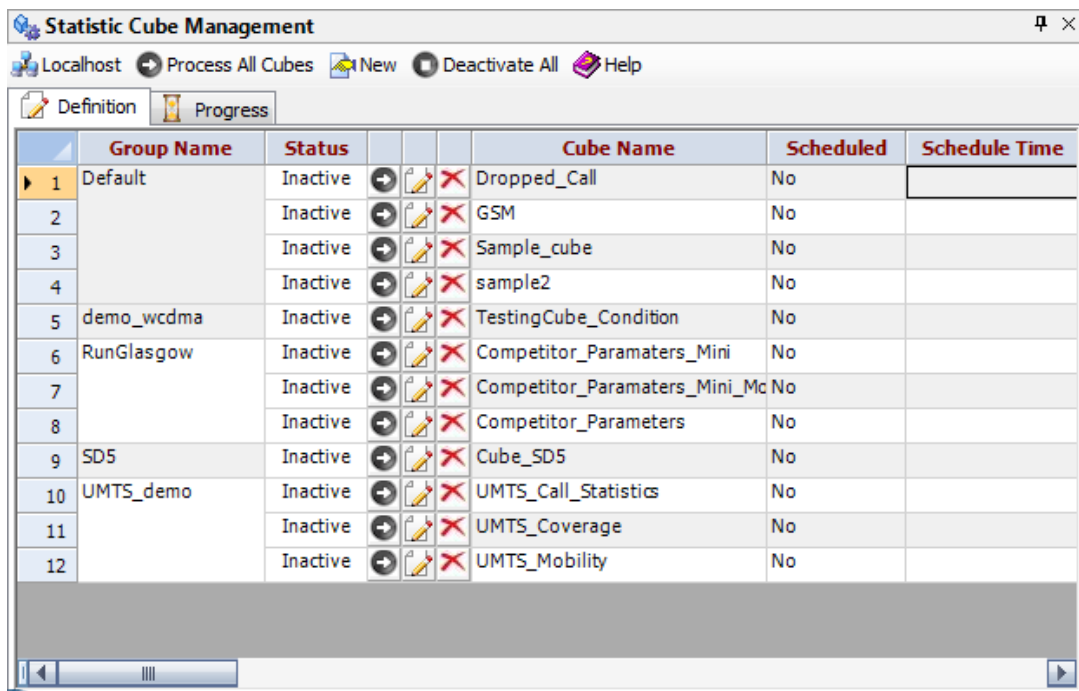 Statistic Cube Management
Localhost Process All Cubes New Deactivate All Help
Definition Progress
Group Name Status Cube Name Scheduled Schedule Time
1 Default Inactive Dropped_Call No
2 Inactive GSM No
3 Inactive Sample_cube No
4 Inactive sample2 No
5 demo_wcdma Inactive TestingCube_Condition No
6 RunGlasgow Inactive Competitor_Paramaters_Mini No
7 Inactive Competitor_Paramaters_Mini_Mc No
8 Inactive Competitor_Parameters No
9 SD5 Inactive Cube_SD5 No
10 UMTS_demo Inactive UMTS_Call_Statistics No
11 Inactive UMTS_Coverage No
12 Inactive UMTS_Mobility No